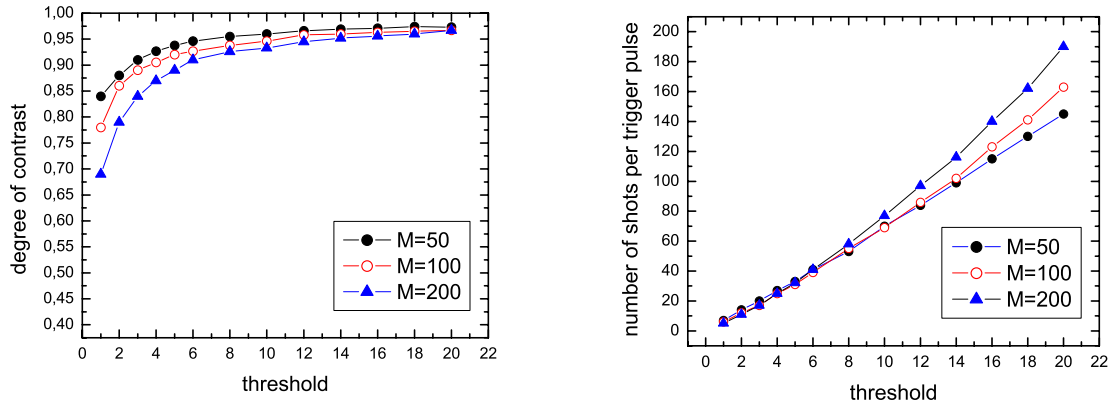 1,00
0,95
0,90
0,85
0,80
0,75
0,70
0,65
0,60
0,55
0,50
0,45
0,40
degree of contrast
M=50
M=100
M=200
0 2 4 6 8 10 12 14 16 18 20 22
threshold
200
180
160
140
120
100
80
60
40
20
0
number of shots per trigger pulse
M=50
M=100
M=200
0 2 4 6 8 10 12 14 16 18 20 22
threshold